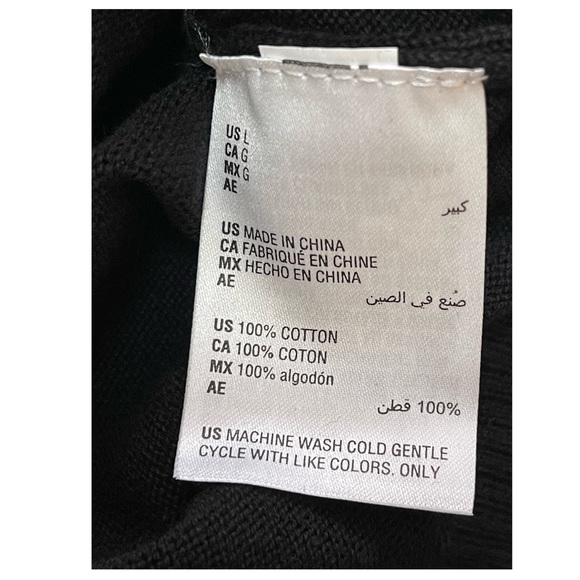 US L
CA G
MX G
AE
كبير
US MADE IN CHINA
CA FABRIQUÉ EN CHINE
MX HECHO EN CHINA
AE
صُنع في الصين
US 100% COTTON
CA 100% COTON
MX 100% algodón
AE
100% قطن
US MACHINE WASH COLD GENTLE
CYCLE WITH LIKE COLORS. ONLY